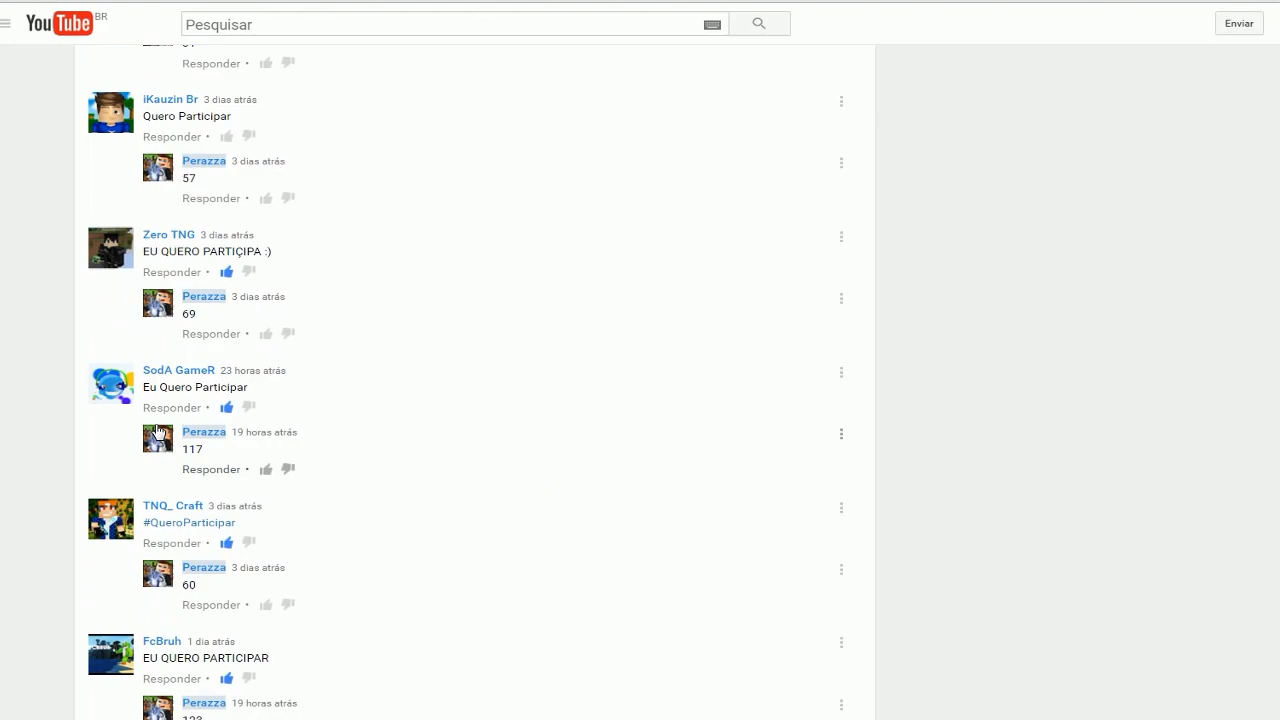 YouTube BR
Pesquisar
Enviar
Responder •
iKauzin Br 3 dias atrás
Quero Participar
Responder •
Perazza 3 dias atrás
57
Responder •
Zero TNG 3 dias atrás
EU QUERO PARTIÇIPA :)
Responder •
Perazza 3 dias atrás
69
Responder •
SodA GameR 23 horas atrás
Eu Quero Participar
Responder •
Perazza 19 horas atrás
117
Responder •
TNQ_ Craft 3 dias atrás
#QueroParticipar
Responder •
Perazza 3 dias atrás
60
Responder •
FcBruh 1 dia atrás
EU QUERO PARTICIPAR
Responder •
Perazza 19 horas atrás